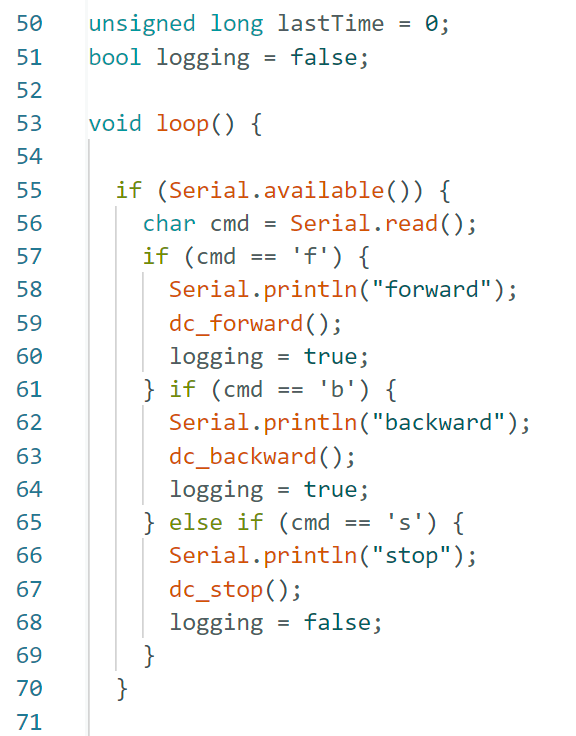 50 unsigned long lastTime = 0;
51 bool logging = false;
52
53 void loop() {
54
55 if (Serial.available()) {
56 char cmd = Serial.read();
57 if (cmd == 'f') {
58 Serial.println("forward");
59 dc_forward();
60 logging = true;
61 } if (cmd == 'b') {
62 Serial.println("backward");
63 dc_backward();
64 logging = true;
65 } else if (cmd == 's') {
66 Serial.println("stop");
67 dc_stop();
68 logging = false;
69 }
70 }
71